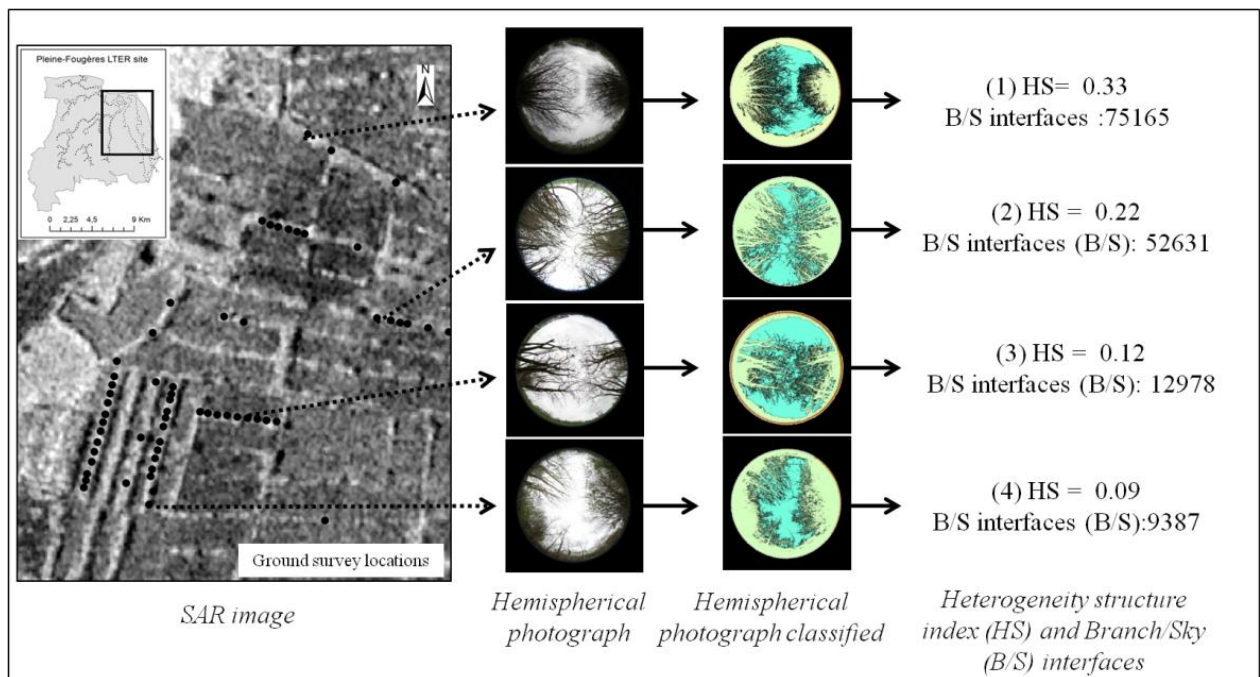 Pleine-Fougères LTER site
N
0 2,25 4,5 9 Km
Ground survey locations
(1) HS= 0.33
B/S interfaces :75165
(2) HS = 0.22
B/S interfaces (B/S): 52631
(3) HS = 0.12
B/S interfaces (B/S): 12978
(4) HS = 0.09
B/S interfaces (B/S):9387
SAR image
Hemispherical
photograph
Hemispherical
photograph classified
Heterogeneity structure
index (HS) and Branch/Sky
(B/S) interfaces